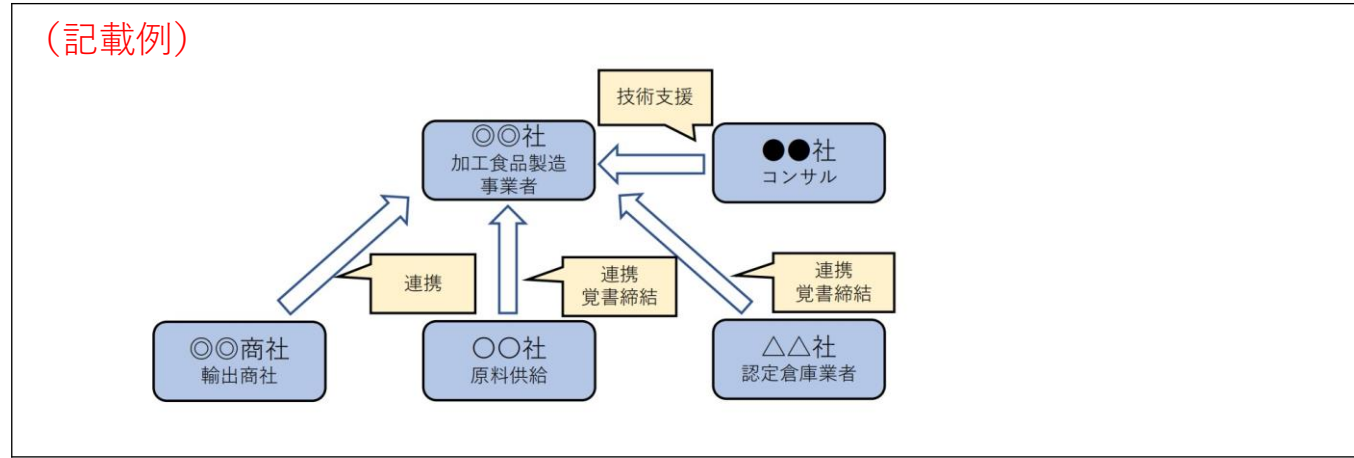 （記載例）
技術支援
◎◎社
加工食品製造
事業者
●●社
コンサル
連携
連携
覚書締結
連携
覚書締結
◎◎商社
輸出商社
〇〇社
原料供給
△△社
認定倉庫業者